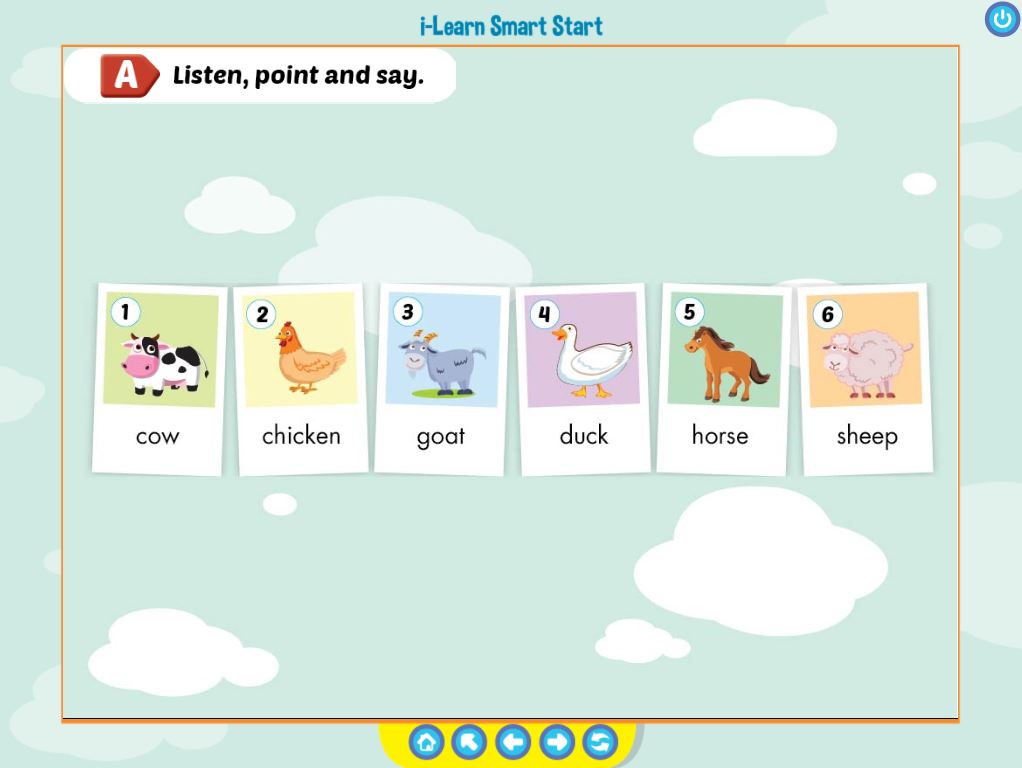 i-Learn Smart Start
A Listen, point and say.
1 2 3 4 5 6
cow chicken goat duck horse sheep